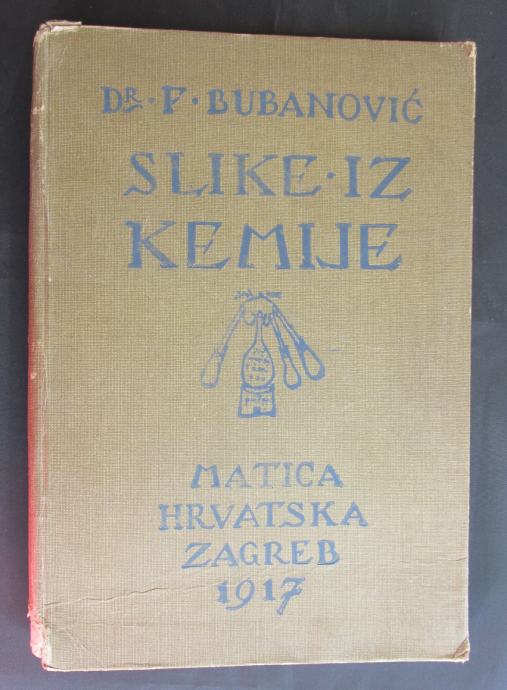 DR · F · BUBANOVIĆ
SLIKE · IZ
KEMIJE
MATICA
HRVATSKA
ZAGREB
1917